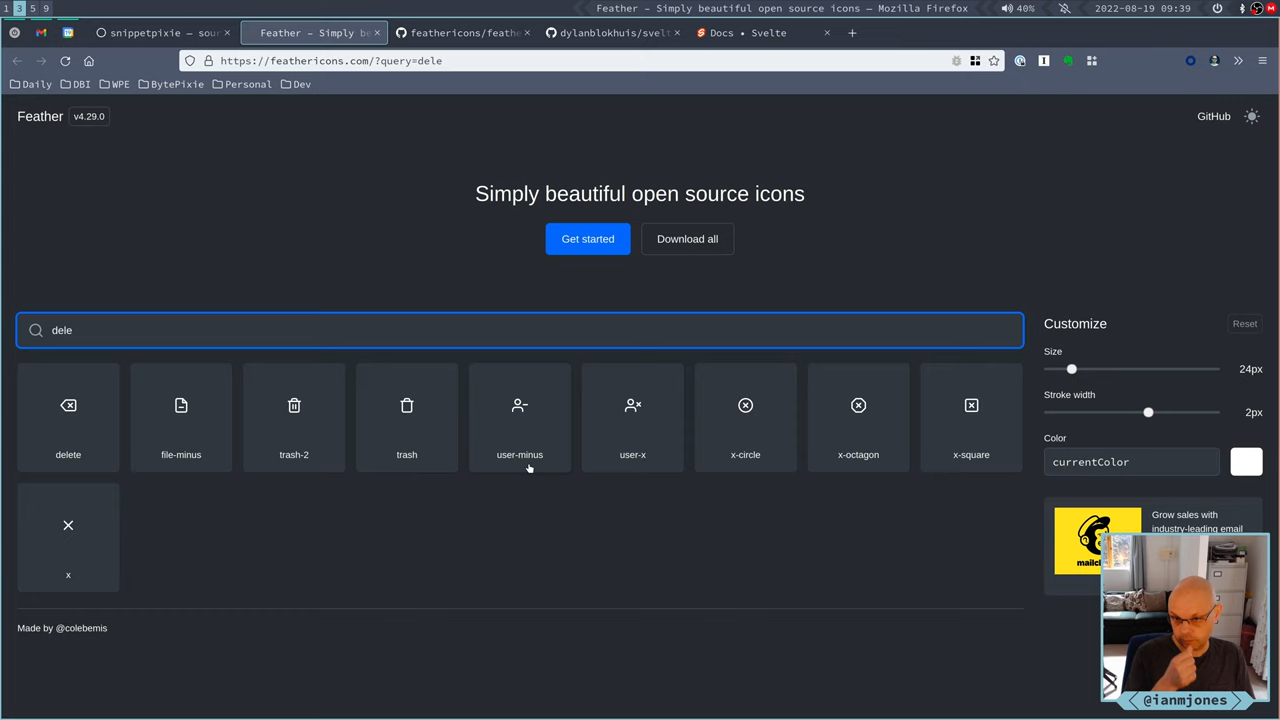 1 3 5 9
Feather – Simply beautiful open source icons — Mozilla Firefox
40%
2022-08-19 09:39
snippetpixie — sour
Feather – Simply be
feathericons/feathe
dylanblokhuis/svelt
Docs • Svelte
https://feathericons.com/?query=dele
Daily
DBI
WPE
BytePixie
Personal
Dev
Feather
v4.29.0
GitHub
Simply beautiful open source icons
Get started
Download all
dele
delete
file-minus
trash-2
trash
user-minus
user-x
x-circle
x-octagon
x-square
x
Customize
Reset
Size
24px
Stroke width
2px
Color
currentColor
Grow sales with
industry-leading email
mailc
Made by @colebemis
@ianmjones